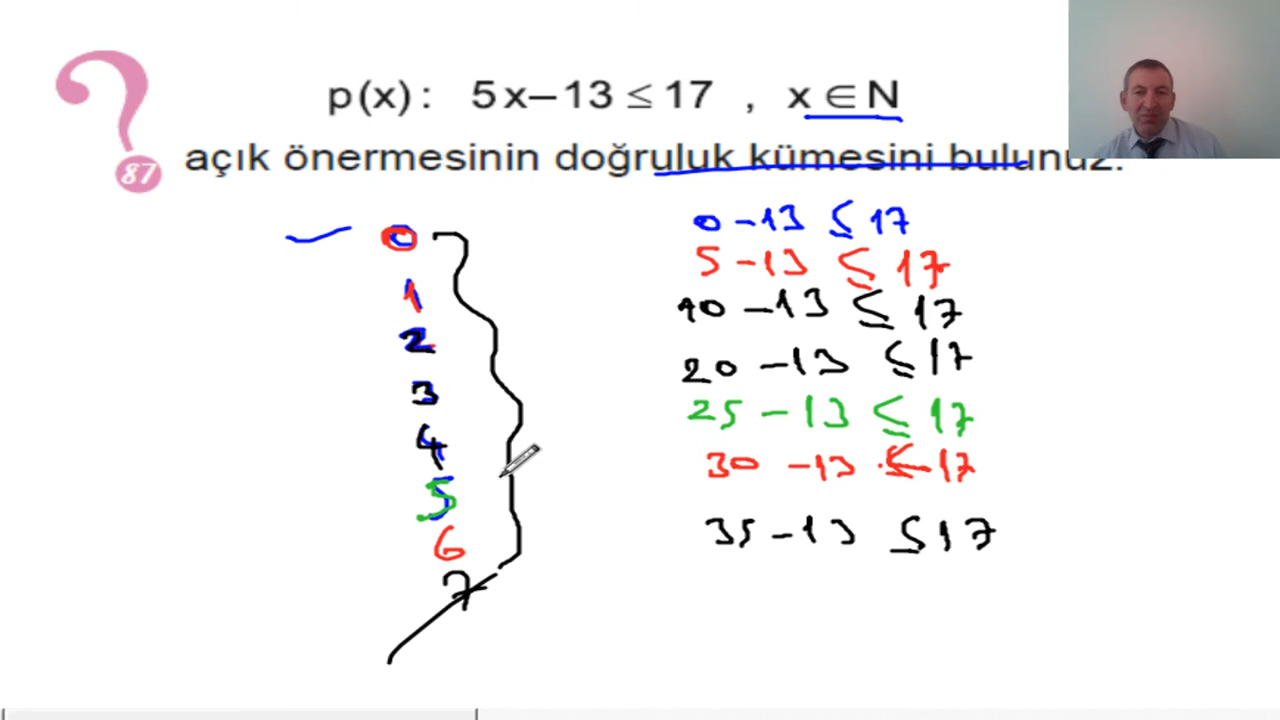 p(x) : 5x–13 ≤ 17 , x ∈ N
87
açık önermesinin doğruluk kümesini bulunuz.
0 0 – 13 ≤ 17
1 5 – 13 ≤ 17
2 10 – 13 ≤ 17
3 20 – 13 ≤ 17
4 25 – 13 ≤ 17
5 30 – 13 ≤ 17
6 35 – 13 ≤ 17
7